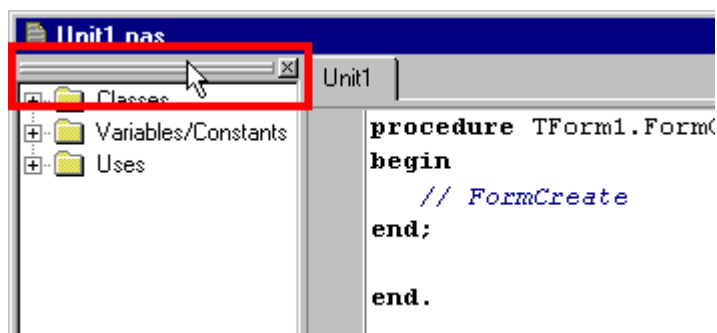 Unit1.pas
Unit1
Classes
Variables/Constants
Uses
procedure TForm1.FormC
begin
// FormCreate
end;
end.